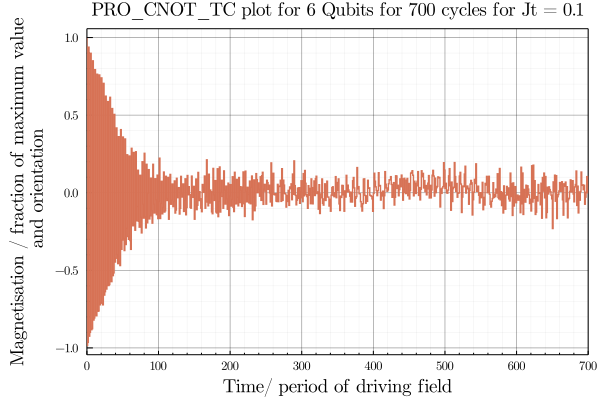 PRO_CNOT_TC plot for 6 Qubits for 700 cycles for Jt = 0.1
Magnetisation / fraction of maximum value
and orientation
1.0
0.5
0.0
−0.5
−1.0
0 100 200 300 400 500 600 700
Time/ period of driving field